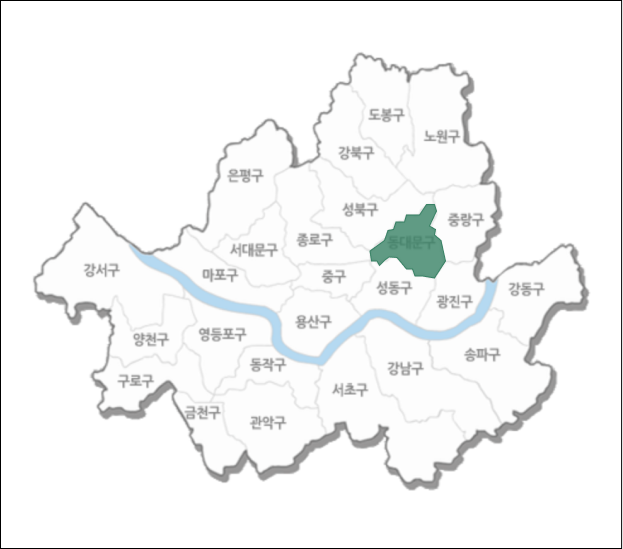 도봉구
노원구
강북구
은평구
성북구
중랑구
종로구
동대문구
서대문구
강서구
마포구
중구
성동구
강동구
광진구
용산구
영등포구
양천구
송파구
동작구
강남구
구로구
서초구
금천구
관악구